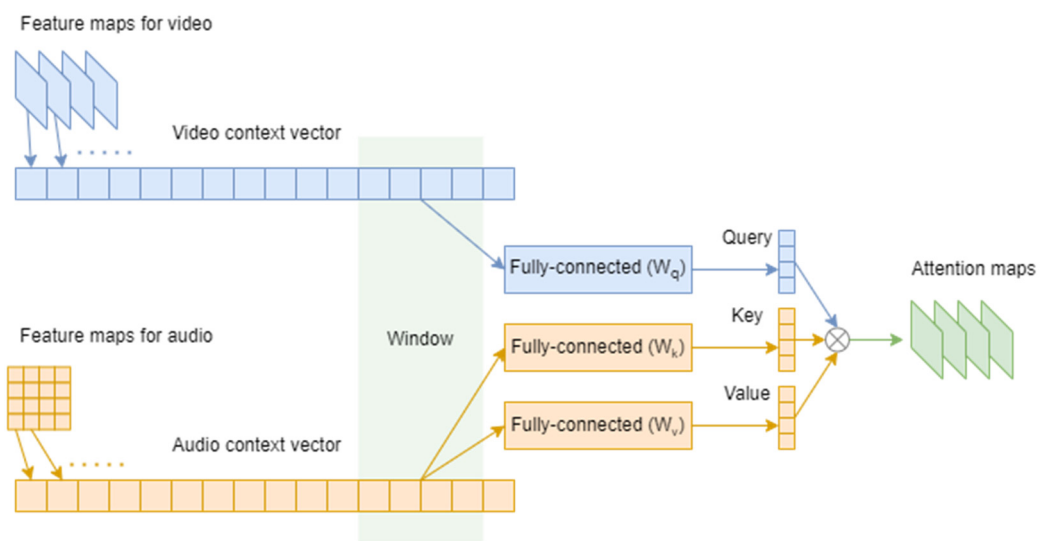 Feature maps for video
Video context vector
Query
Fully-connected (Wq)
Attention maps
Key
Feature maps for audio
Window
Fully-connected (Wk)
Value
Fully-connected (Wv)
Audio context vector